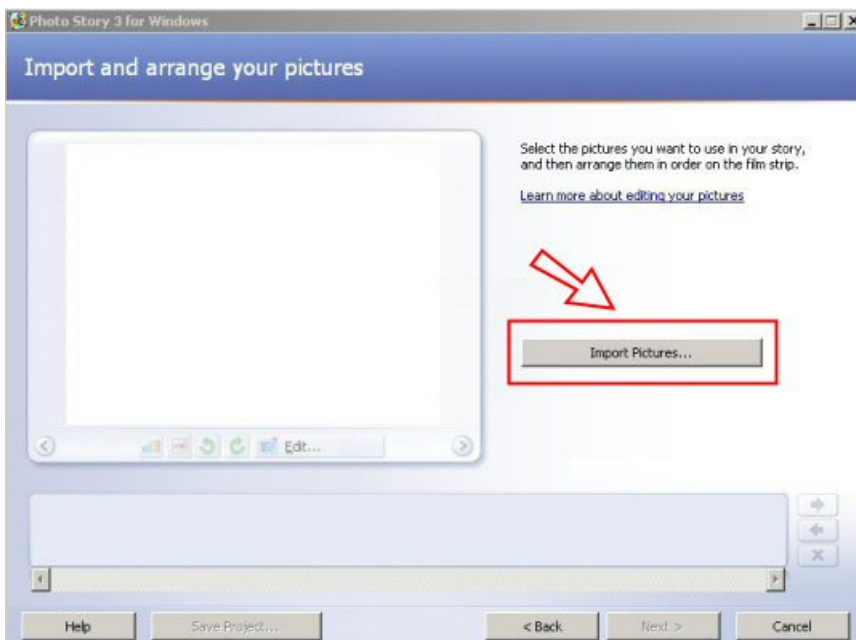 Photo Story 3 for Windows
Import and arrange your pictures
Select the pictures you want to use in your story,
and then arrange them in order on the film strip.
Learn more about editing your pictures
Import Pictures...
Edit...
Help
Save Project...
< Back
Next >
Cancel